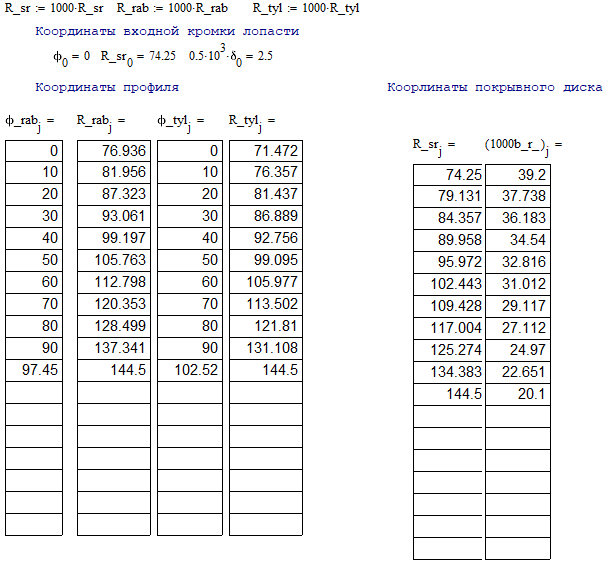 R_sr := 1000·R_sr R_rab := 1000·R_rab R_tyl := 1000·R_tyl
Координаты входной кромки лопасти
ϕ₀ = 0 R_sr₀ = 74.25 0.5·10³·δ₀ = 2.5
Координаты профиля Коорлинаты покрывного диска
ϕ_rabⱼ = R_rabⱼ = ϕ_tylⱼ = R_tylⱼ =
0 76.936 0 71.472
10 81.956 10 76.357
20 87.323 20 81.437
30 93.061 30 86.889
40 99.197 40 92.756
50 105.763 50 99.095
60 112.798 60 105.977
70 120.353 70 113.502
80 128.499 80 121.81
90 137.341 90 131.108
97.45 144.5 102.52 144.5
R_srⱼ = (1000b_r_)ⱼ =
74.25 39.2
79.131 37.738
84.357 36.183
89.958 34.54
95.972 32.816
102.443 31.012
109.428 29.117
117.004 27.112
125.274 24.97
134.383 22.651
144.5 20.1